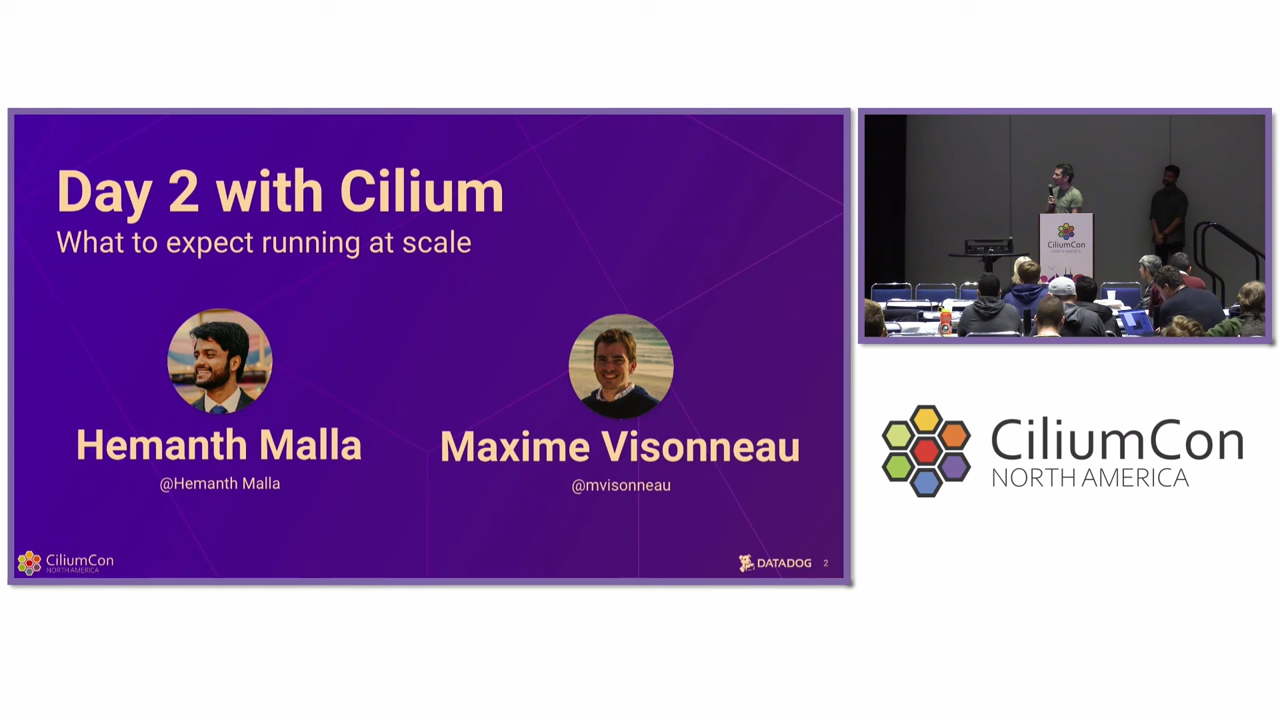 Day 2 with Cilium
What to expect running at scale
Hemanth Malla
@Hemanth Malla
Maxime Visonneau
@mvisonneau
CiliumCon
NORTH AMERICA
DATADOG 2
CiliumCon
CiliumCon
NORTH AMERICA